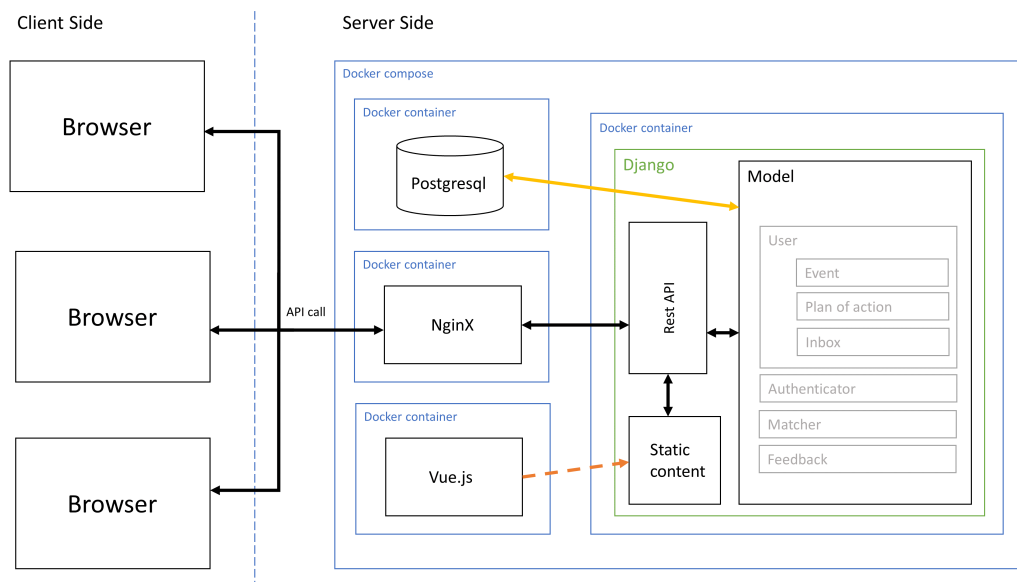 Client Side
Server Side
Browser
Browser
Browser
API call
Docker compose
Docker container
Postgresql
Docker container
NginX
Docker container
Vue.js
Docker container
Django
Rest API
Static
content
Model
User
Event
Plan of action
Inbox
Authenticator
Matcher
Feedback